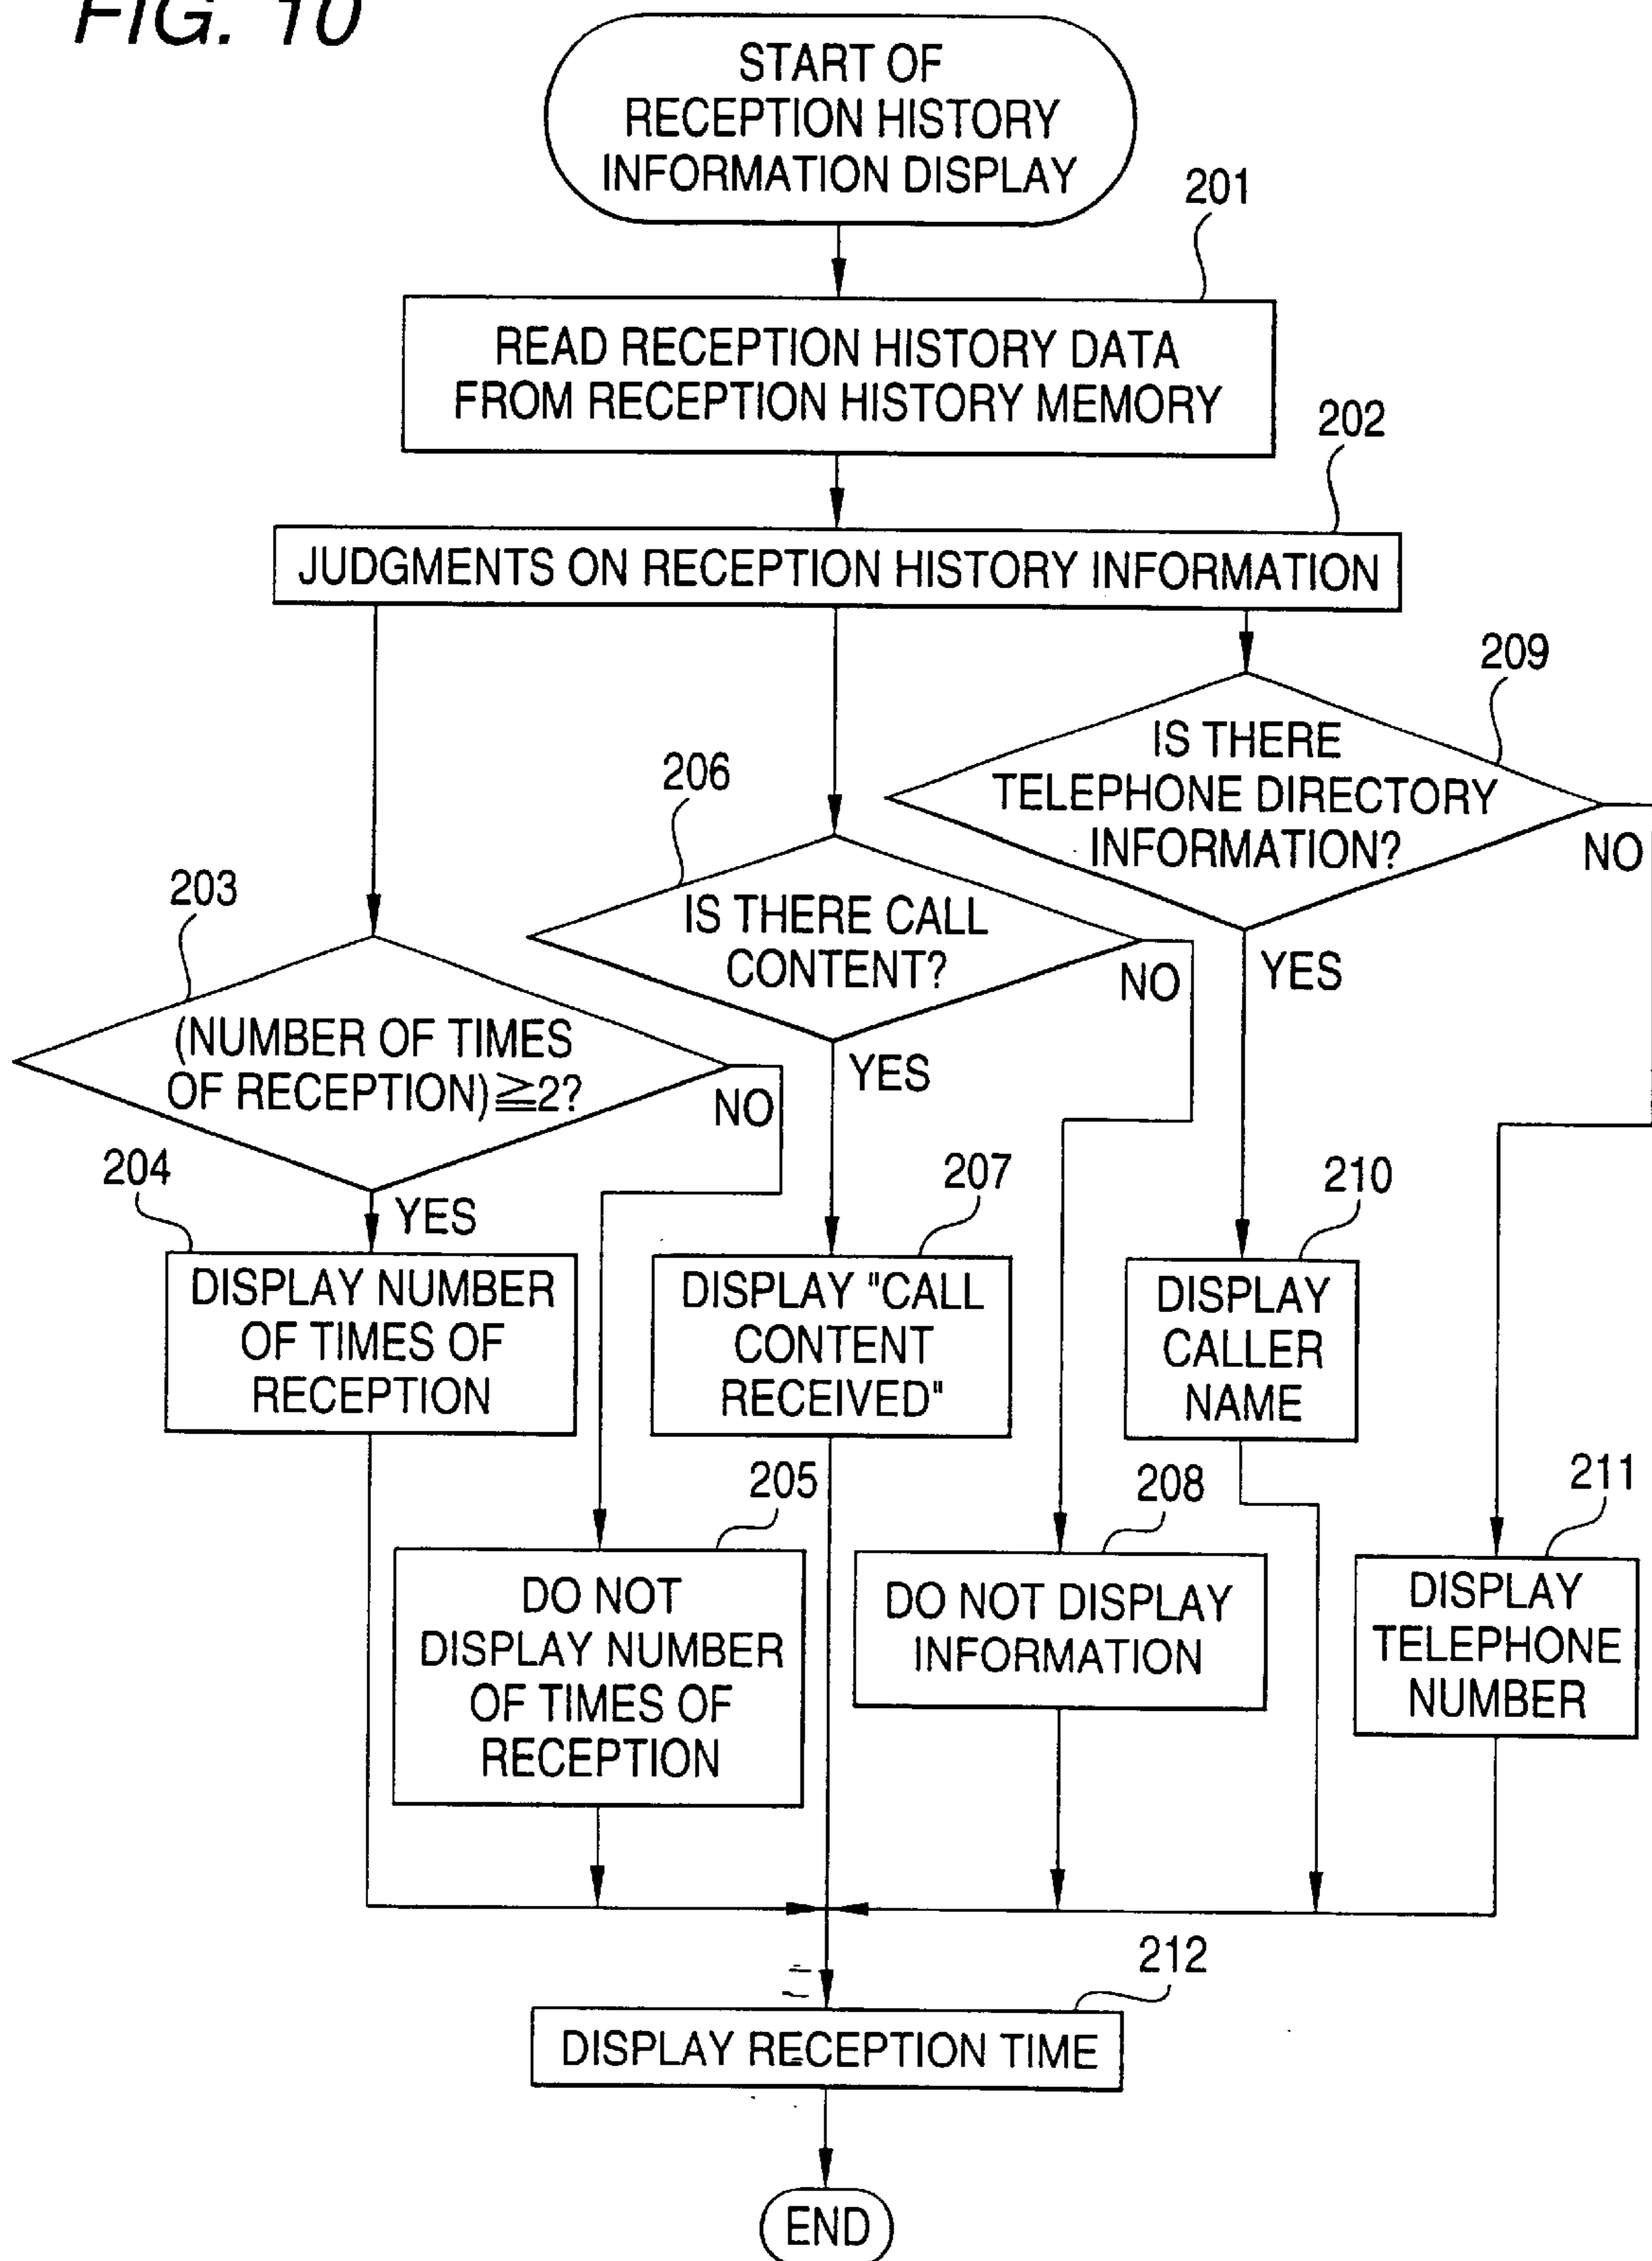 FIG. 10
START OF
RECEPTION HISTORY
INFORMATION DISPLAY
201
READ RECEPTION HISTORY DATA
FROM RECEPTION HISTORY MEMORY
202
JUDGMENTS ON RECEPTION HISTORY INFORMATION
209
IS THERE
TELEPHONE DIRECTORY
INFORMATION?
NO
YES
206
IS THERE CALL
CONTENT?
NO
YES
203
(NUMBER OF TIMES
OF RECEPTION)≧2?
NO
YES
204
DISPLAY NUMBER
OF TIMES OF
RECEPTION
207
DISPLAY "CALL
CONTENT
RECEIVED"
210
DISPLAY
CALLER
NAME
205
DO NOT
DISPLAY NUMBER
OF TIMES OF
RECEPTION
208
DO NOT DISPLAY
INFORMATION
211
DISPLAY
TELEPHONE
NUMBER
212
DISPLAY RECEPTION TIME
END